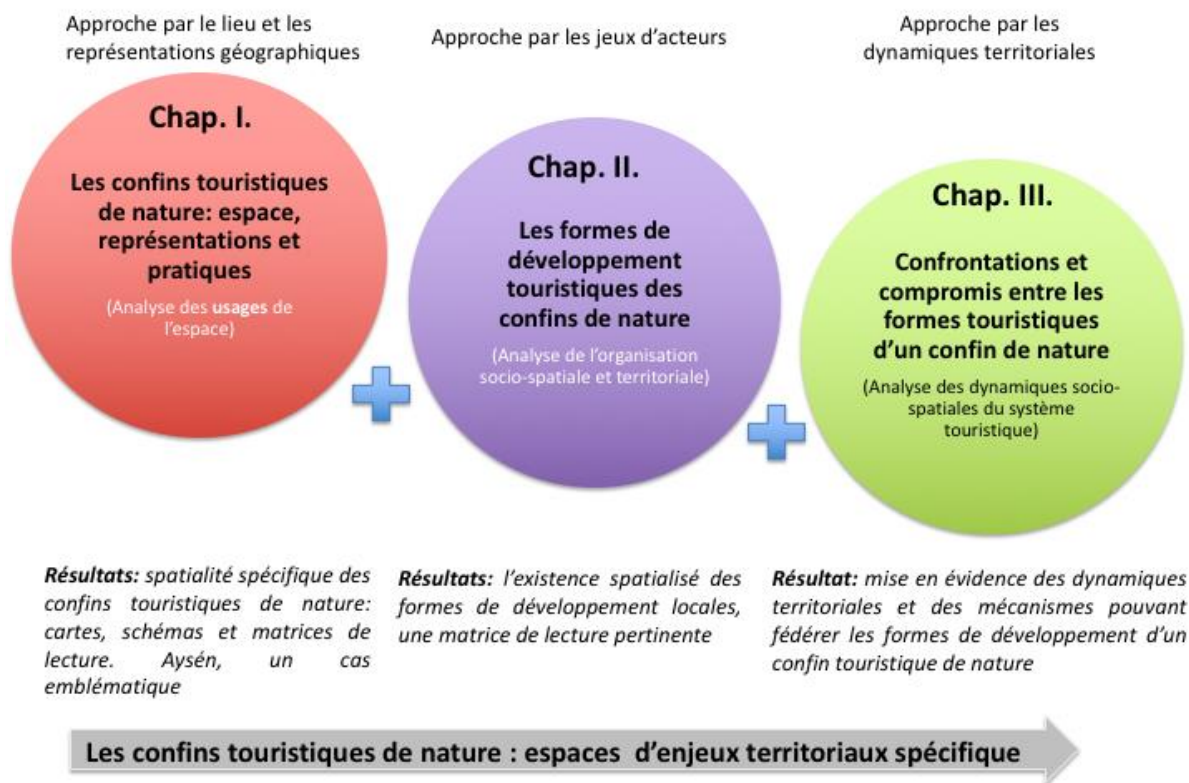 Approche par le lieu et les
représentations géographiques
Chap. I.
Les confins touristiques
de nature: espace,
représentations et
pratiques
(Analyse des usages de
l'espace)
Approche par les jeux d'acteurs
Chap. II.
Les formes de
développement
touristiques des
confins de nature
(Analyse de l'organisation
socio-spatiale et territoriale)
Approche par les
dynamiques territoriales
Chap. III.
Confrontations et
compromis entre les
formes touristiques
d'un confin de nature
(Analyse des dynamiques socio-
spatiales du système
touristique)
Résultats: spatialité spécifique des
confins touristiques de nature:
cartes, schémas et matrices de
lecture. Aysén, un cas
emblématique
Résultats: l'existence spatialisé des
formes de développement locales,
une matrice de lecture pertinente
Résultat: mise en évidence des dynamiques
territoriales et des mécanismes pouvant
fédérer les formes de développement d'un
confin touristique de nature
Les confins touristiques de nature : espaces d'enjeux territoriaux spécifique